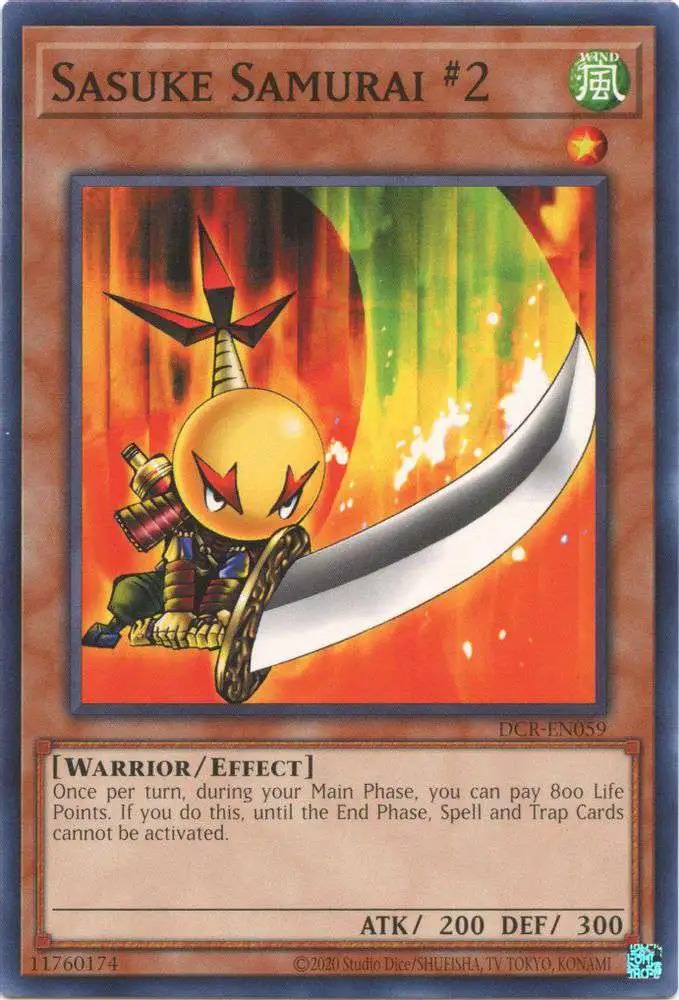 SASUKE SAMURAI #2
WIND
風
DCR-EN059
[WARRIOR/EFFECT]
Once per turn, during your Main Phase, you can pay 800 Life
Points. If you do this, until the End Phase, Spell and Trap Cards
cannot be activated.
ATK/ 200 DEF/ 300
11760174
©2020 Studio Dice/SHUEISHA, TV TOKYO, KONAMI